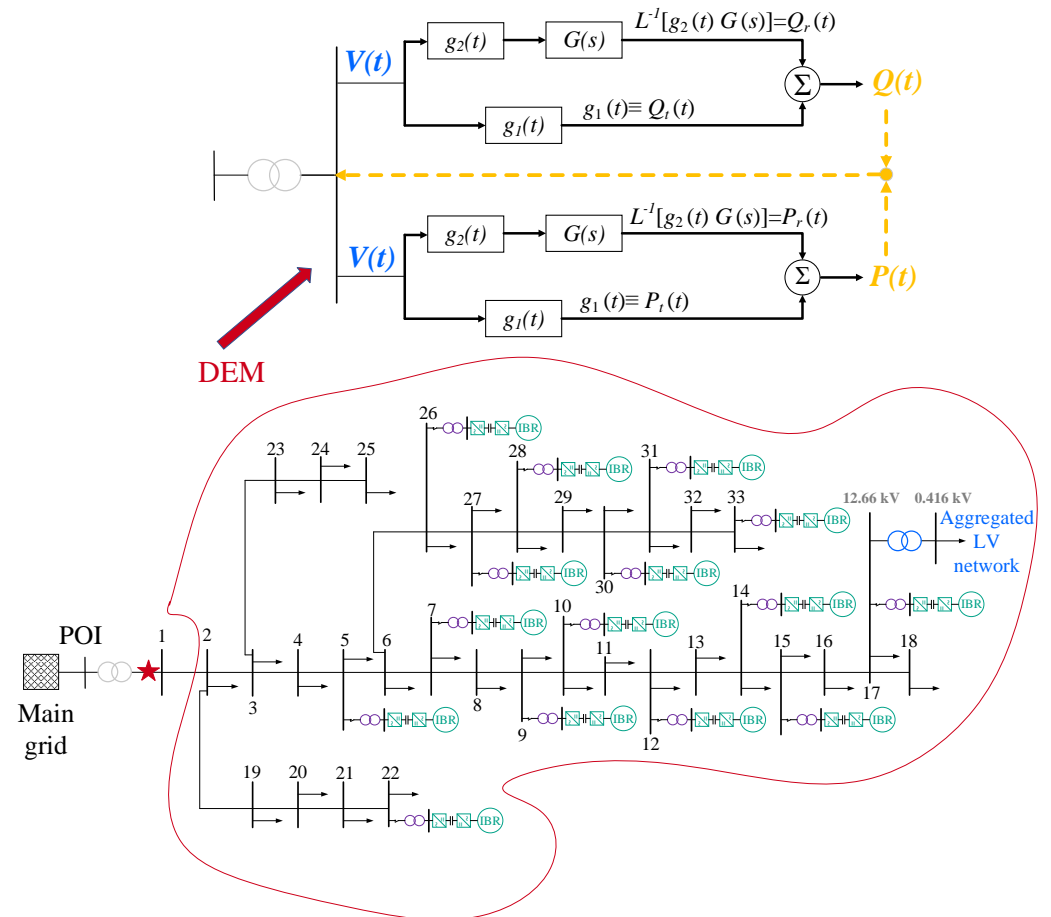 L⁻¹[g₂(t) G(s)]=Qᵣ(t)
V(t)
g₂(t)
G(s)
Σ
Q(t)
g₁(t)≡ Qₜ(t)
g₁(t)
L⁻¹[g₂(t) G(s)]=Pᵣ(t)
V(t)
g₂(t)
G(s)
Σ
P(t)
g₁(t)≡ Pₜ(t)
g₁(t)
DEM
26
IBR
23
24
25
28
IBR
31
IBR
27
29
32
33
IBR
12.66 kV
0.416 kV
Aggregated
LV
network
IBR
30
IBR
7
IBR
10
IBR
14
IBR
IBR
POI
1
2
3
4
5
6
8
9
11
12
13
15
16
17
18
Main
grid
IBR
IBR
IBR
IBR
19
20
21
22
IBR